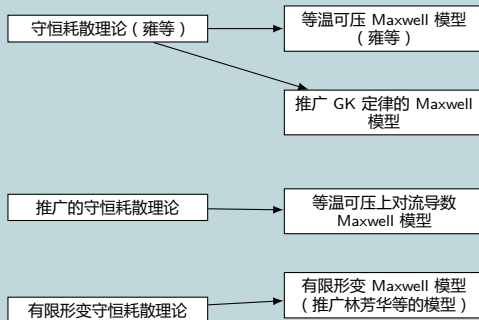 守恒耗散理论（雍等）
等温可压 Maxwell 模型
（雍等）
推广 GK 定律的 Maxwell
模型
推广的守恒耗散理论
等温可压上对流导数
Maxwell 模型
有限形变守恒耗散理论
有限形变 Maxwell 模型
（推广林芳华等的模型）